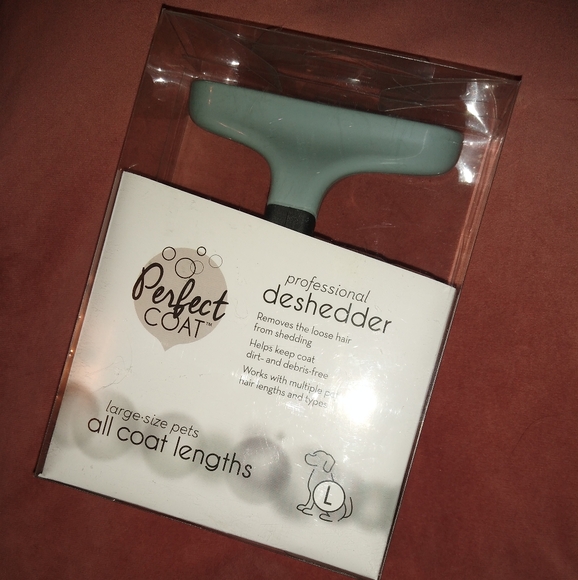 Perfect
COAT™
professional
deshedder
Removes the loose hair
from shedding
Helps keep coat
dirt- and debris-free
Works with multiple
hair lengths and types
large-size pets
all coat lengths
L